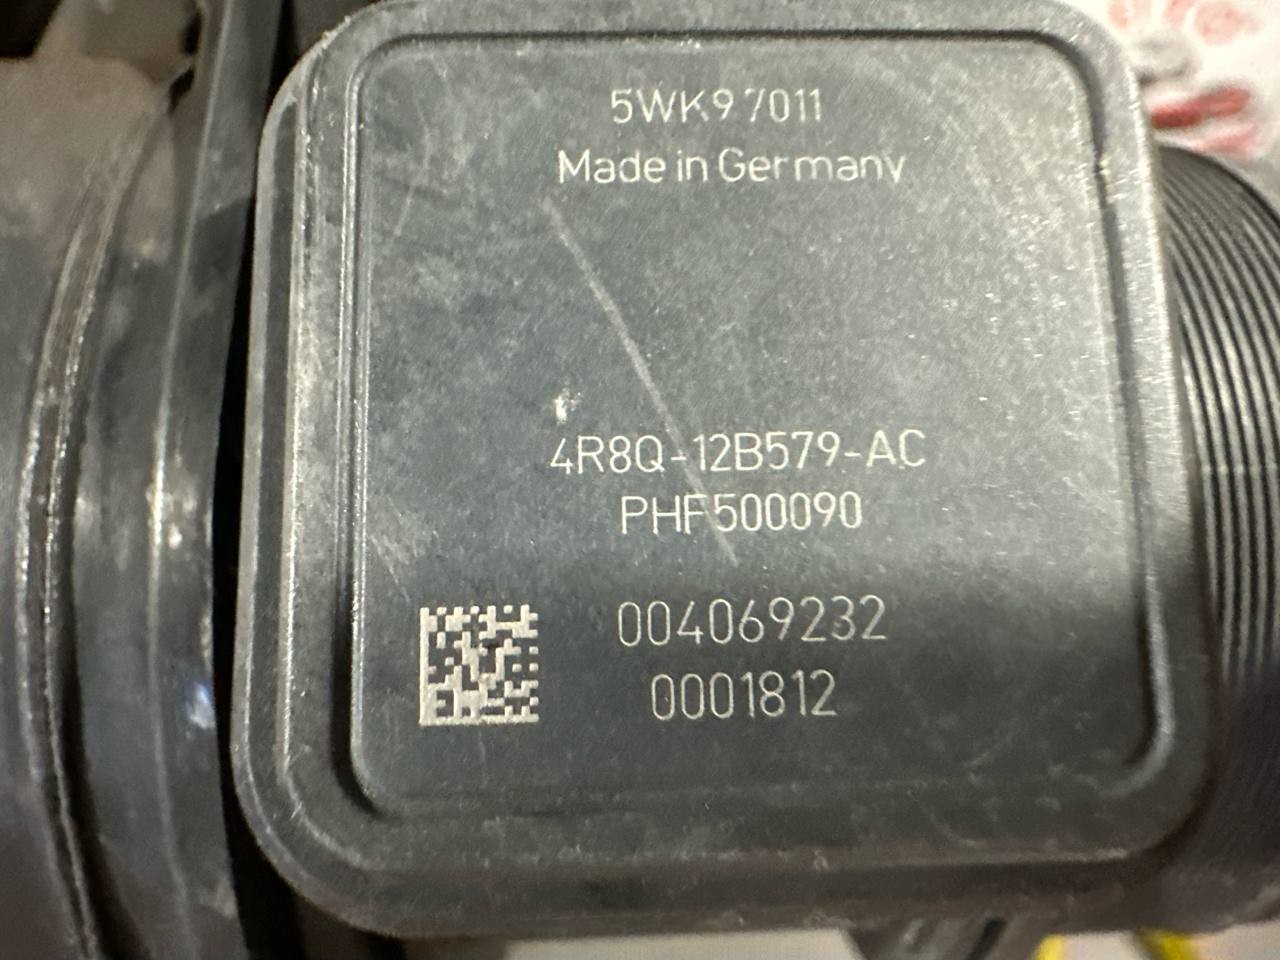 5WK97011
Made in Germany
4R8Q-12B579-AC
PHF500090
004069232
0001812